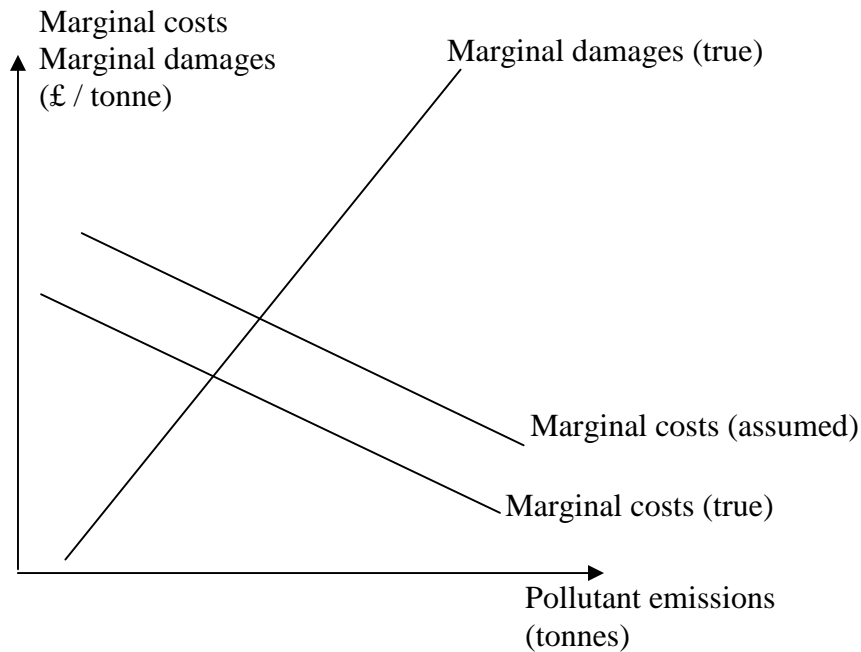 Marginal costs
Marginal damages
(£ / tonne)
Marginal damages (true)
Marginal costs (assumed)
Marginal costs (true)
Pollutant emissions
(tonnes)